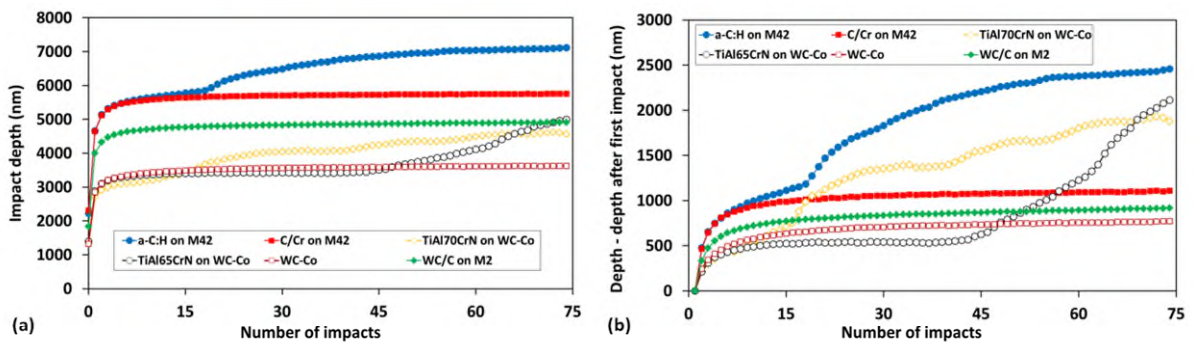 8000
7000
6000
5000
4000
3000
2000
1000
0
Impact depth (nm)
a-C:H on M42 C/Cr on M42 TiAl70CrN on WC-Co
TiAl65CrN on WC-Co WC-Co WC/C on M2
0 15 30 45 60 75
Number of impacts
(a)
3000
2500
2000
1500
1000
500
0
Depth - depth after first impact (nm)
a-C:H on M42 C/Cr on M42 TiAl70CrN on WC-Co
TiAl65CrN on WC-Co WC-Co WC/C on M2
0 15 30 45 60 75
Number of impacts
(b)